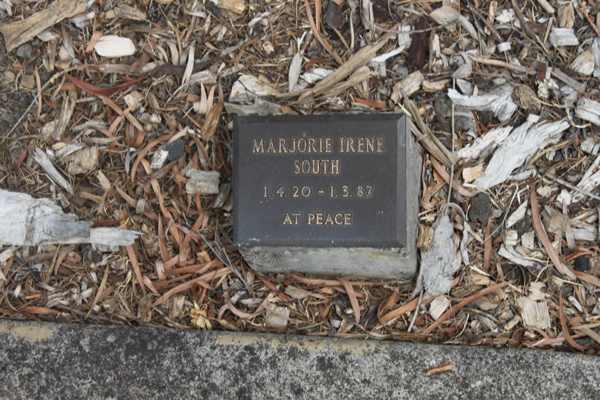 MARJORIE IRENE
SOUTH
1.4.20 - 1.3.87
AT PEACE